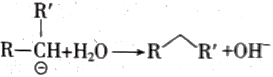 R′
R—CH+H₂O⟶R R′ +OH⁻
⊖